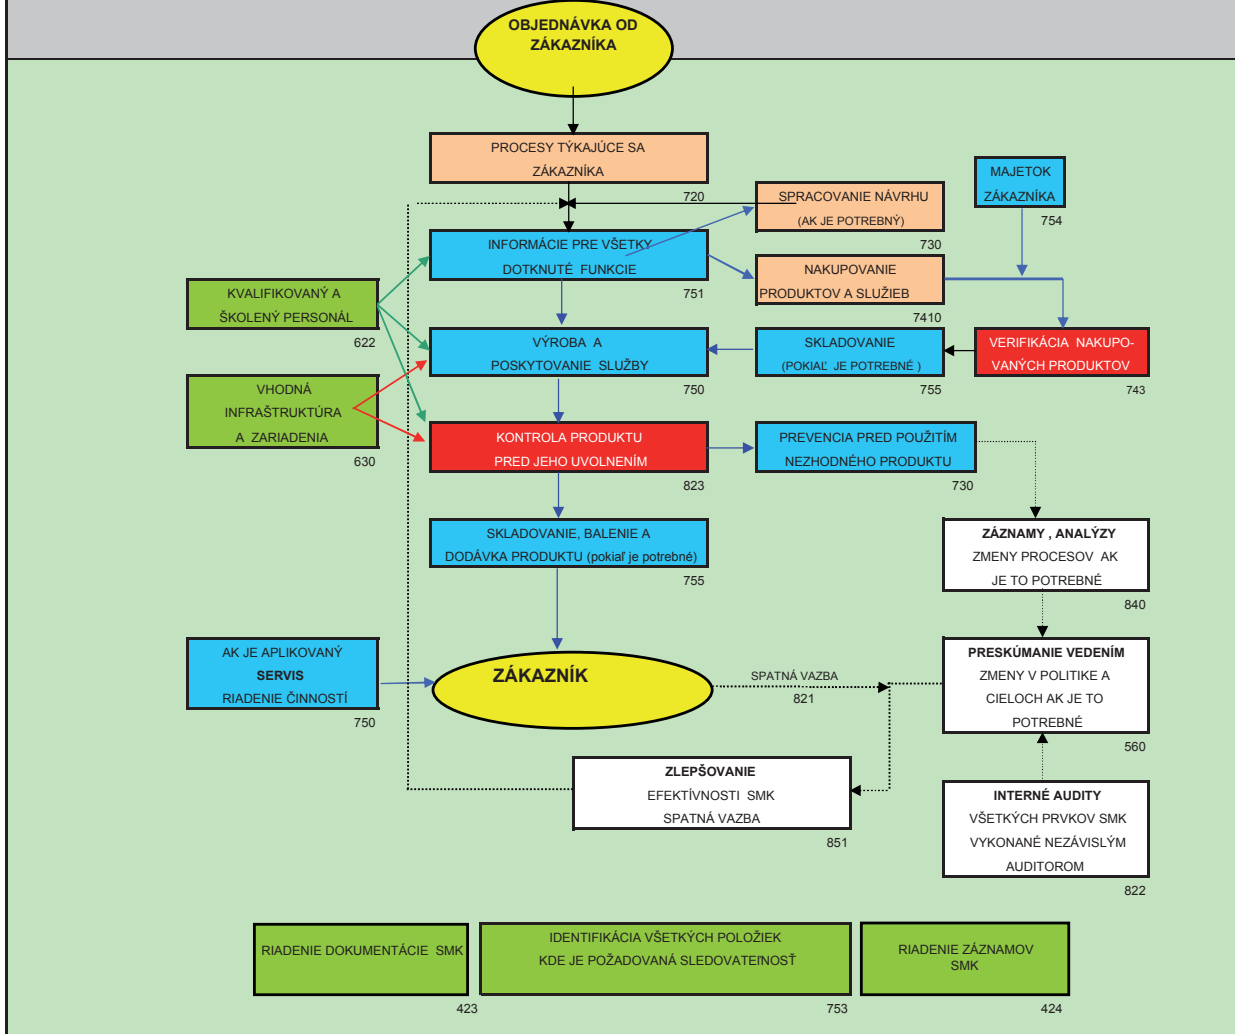 OBJEDNÁVKA OD
ZÁKAZNÍKA
PROCESY TÝKAJÚCE SA
ZÁKAZNÍKA
720
SPRACOVANIE NÁVRHU
(AK JE POTREBNÝ)
730
MAJETOK
ZÁKAZNÍKA
754
INFORMÁCIE PRE VŠETKY
DOTKNUTÉ FUNKCIE
751
NAKUPOVANIE
PRODUKTOV A SLUŽIEB
7410
KVALIFIKOVANÝ A
ŠKOLENÝ PERSONÁL
622
VÝROBA A
POSKYTOVANIE SLUŽBY
750
SKLADOVANIE
(POKIAĽ JE POTREBNÉ )
755
VERIFIKÁCIA NAKUPO-
VANÝCH PRODUKTOV
743
VHODNÁ
INFRAŠTRUKTÚRA
A ZARIADENIA
630
KONTROLA PRODUKTU
PRED JEHO UVOLNENÍM
823
PREVENCIA PRED POUŽITÍM
NEZHODNÉHO PRODUKTU
730
SKLADOVANIE, BALENIE A
DODÁVKA PRODUKTU (pokiaľ je potrebné)
755
ZÁZNAMY , ANALÝZY
ZMENY PROCESOV AK
JE TO POTREBNÉ
840
AK JE APLIKOVANÝ
SERVIS
RIADENIE ČINNOSTÍ
750
ZÁKAZNÍK
SPATNÁ VAZBA
821
PRESKÚMANIE VEDENÍM
ZMENY V POLITIKE A
CIELOCH AK JE TO
POTREBNÉ
560
ZLEPŠOVANIE
EFEKTÍVNOSTI SMK
SPATNÁ VAZBA
851
INTERNÉ AUDITY
VŠETKÝCH PRVKOV SMK
VYKONANÉ NEZÁVISLÝM
AUDITOROM
822
RIADENIE DOKUMENTÁCIE SMK
423
IDENTIFIKÁCIA VŠETKÝCH POLOŽIEK
KDE JE POŽADOVANÁ SLEDOVATEĽNOSŤ
753
RIADENIE ZÁZNAMOV
SMK
424